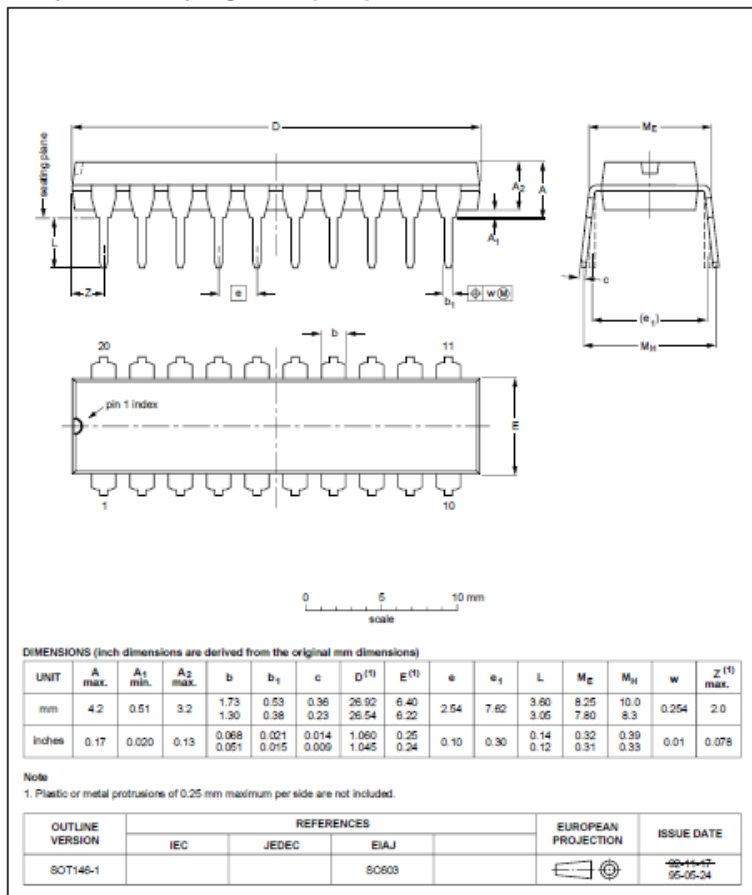 D
ME
seating plane
A2
A
L
A1
c
Z
e
b1
w M
(e1)
MH
b
20
11
pin 1 index
E
1
10
0 5 10 mm
scale
DIMENSIONS (inch dimensions are derived from the original mm dimensions)
UNIT A max. A1 min. A2 max. b b1 c D(1) E(1) e e1 L ME MH w Z(1) max.
mm 4.2 0.51 3.2 1.73 1.30 0.53 0.38 0.36 0.23 26.92 26.54 6.40 6.22 2.54 7.62 3.60 3.05 8.25 7.80 10.0 8.3 0.254 2.0
inches 0.17 0.020 0.13 0.068 0.051 0.021 0.015 0.014 0.009 1.060 1.045 0.25 0.24 0.10 0.30 0.14 0.12 0.32 0.31 0.39 0.33 0.01 0.078
Note
1. Plastic or metal protrusions of 0.25 mm maximum per side are not included.
OUTLINE VERSION
REFERENCES
EUROPEAN PROJECTION
ISSUE DATE
IEC JEDEC EIAJ
SOT146-1 SC603
92-11-17
95-05-24